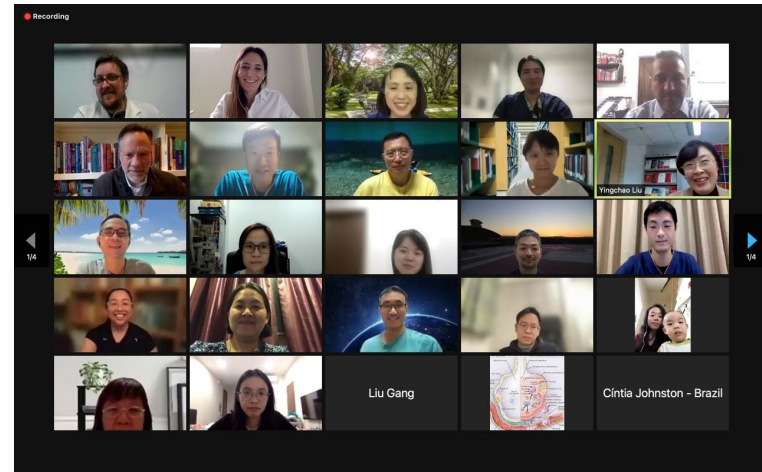 Recording
Yingchao Liu
1/4
1/4
Liu Gang
Cíntia Johnston - Brazil